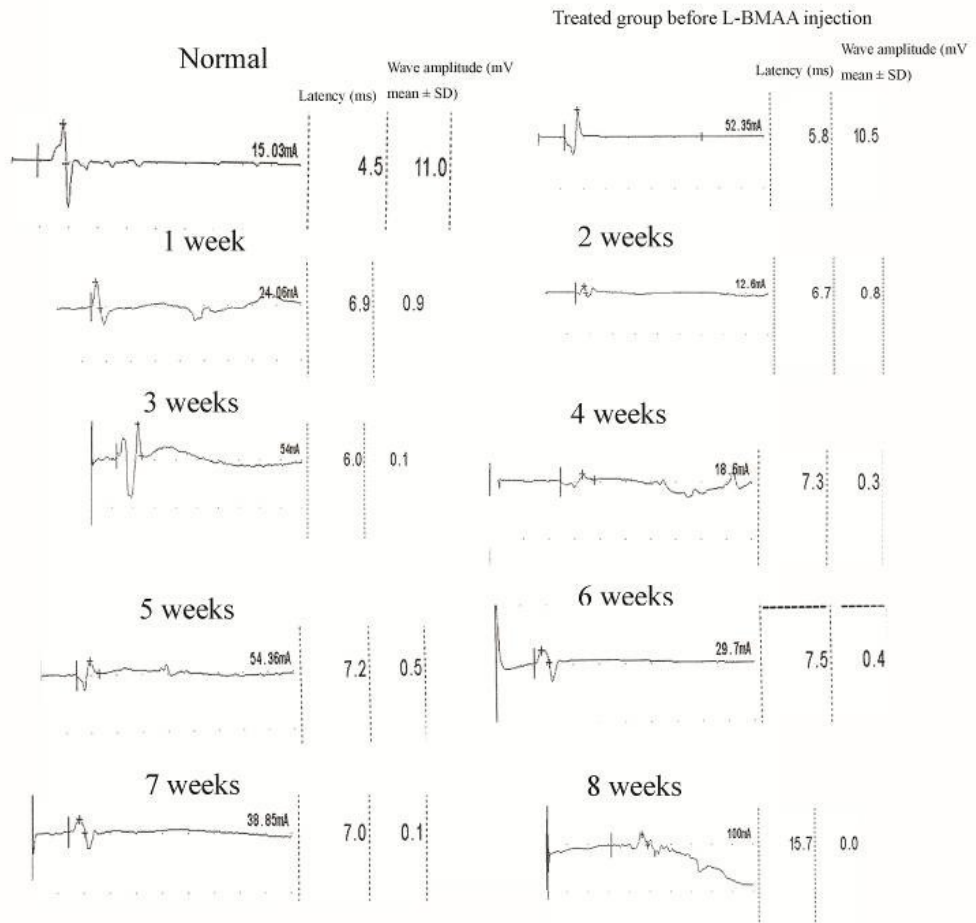 Treated group before L-BMAA injection
Normal
Latency (ms)
Wave amplitude (mV
mean ± SD)
15.03mA
4.5
11.0
Latency (ms)
Wave amplitude (mV
mean ± SD)
52.35mA
5.8
10.5
1 week
24.06mA
6.9
0.9
2 weeks
12.6mA
6.7
0.8
3 weeks
54mA
6.0
0.1
4 weeks
18.6mA
7.3
0.3
5 weeks
54.36mA
7.2
0.5
6 weeks
29.7mA
7.5
0.4
7 weeks
38.85mA
7.0
0.1
8 weeks
100mA
15.7
0.0